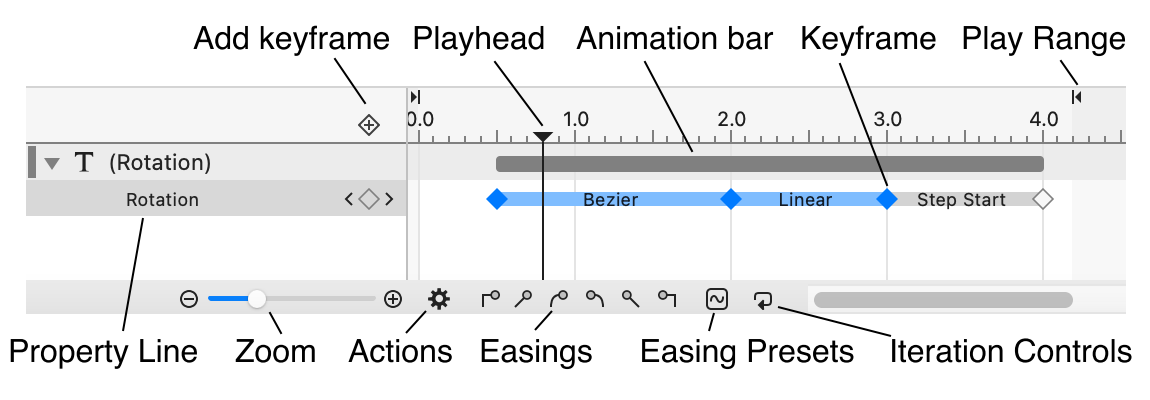 Add keyframe Playhead Animation bar Keyframe Play Range
0.0 1.0 2.0 3.0 4.0
T (Rotation)
Rotation Bezier Linear Step Start
Property Line Zoom Actions Easings Easing Presets Iteration Controls